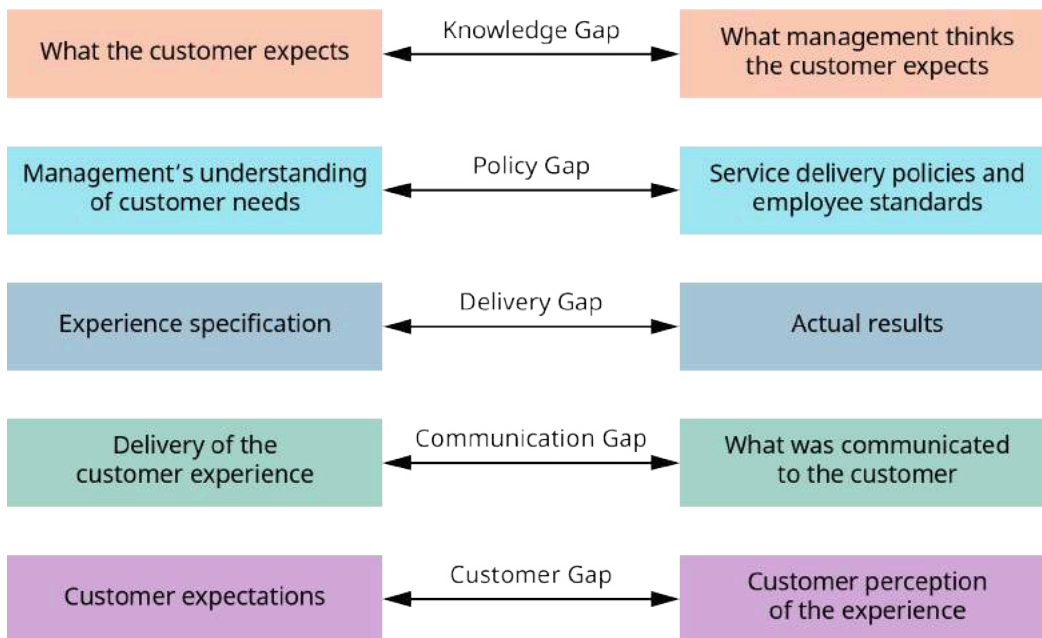 What the customer expects
Knowledge Gap
What management thinks
the customer expects
Management's understanding
of customer needs
Policy Gap
Service delivery policies and
employee standards
Experience specification
Delivery Gap
Actual results
Delivery of the
customer experience
Communication Gap
What was communicated
to the customer
Customer expectations
Customer Gap
Customer perception
of the experience